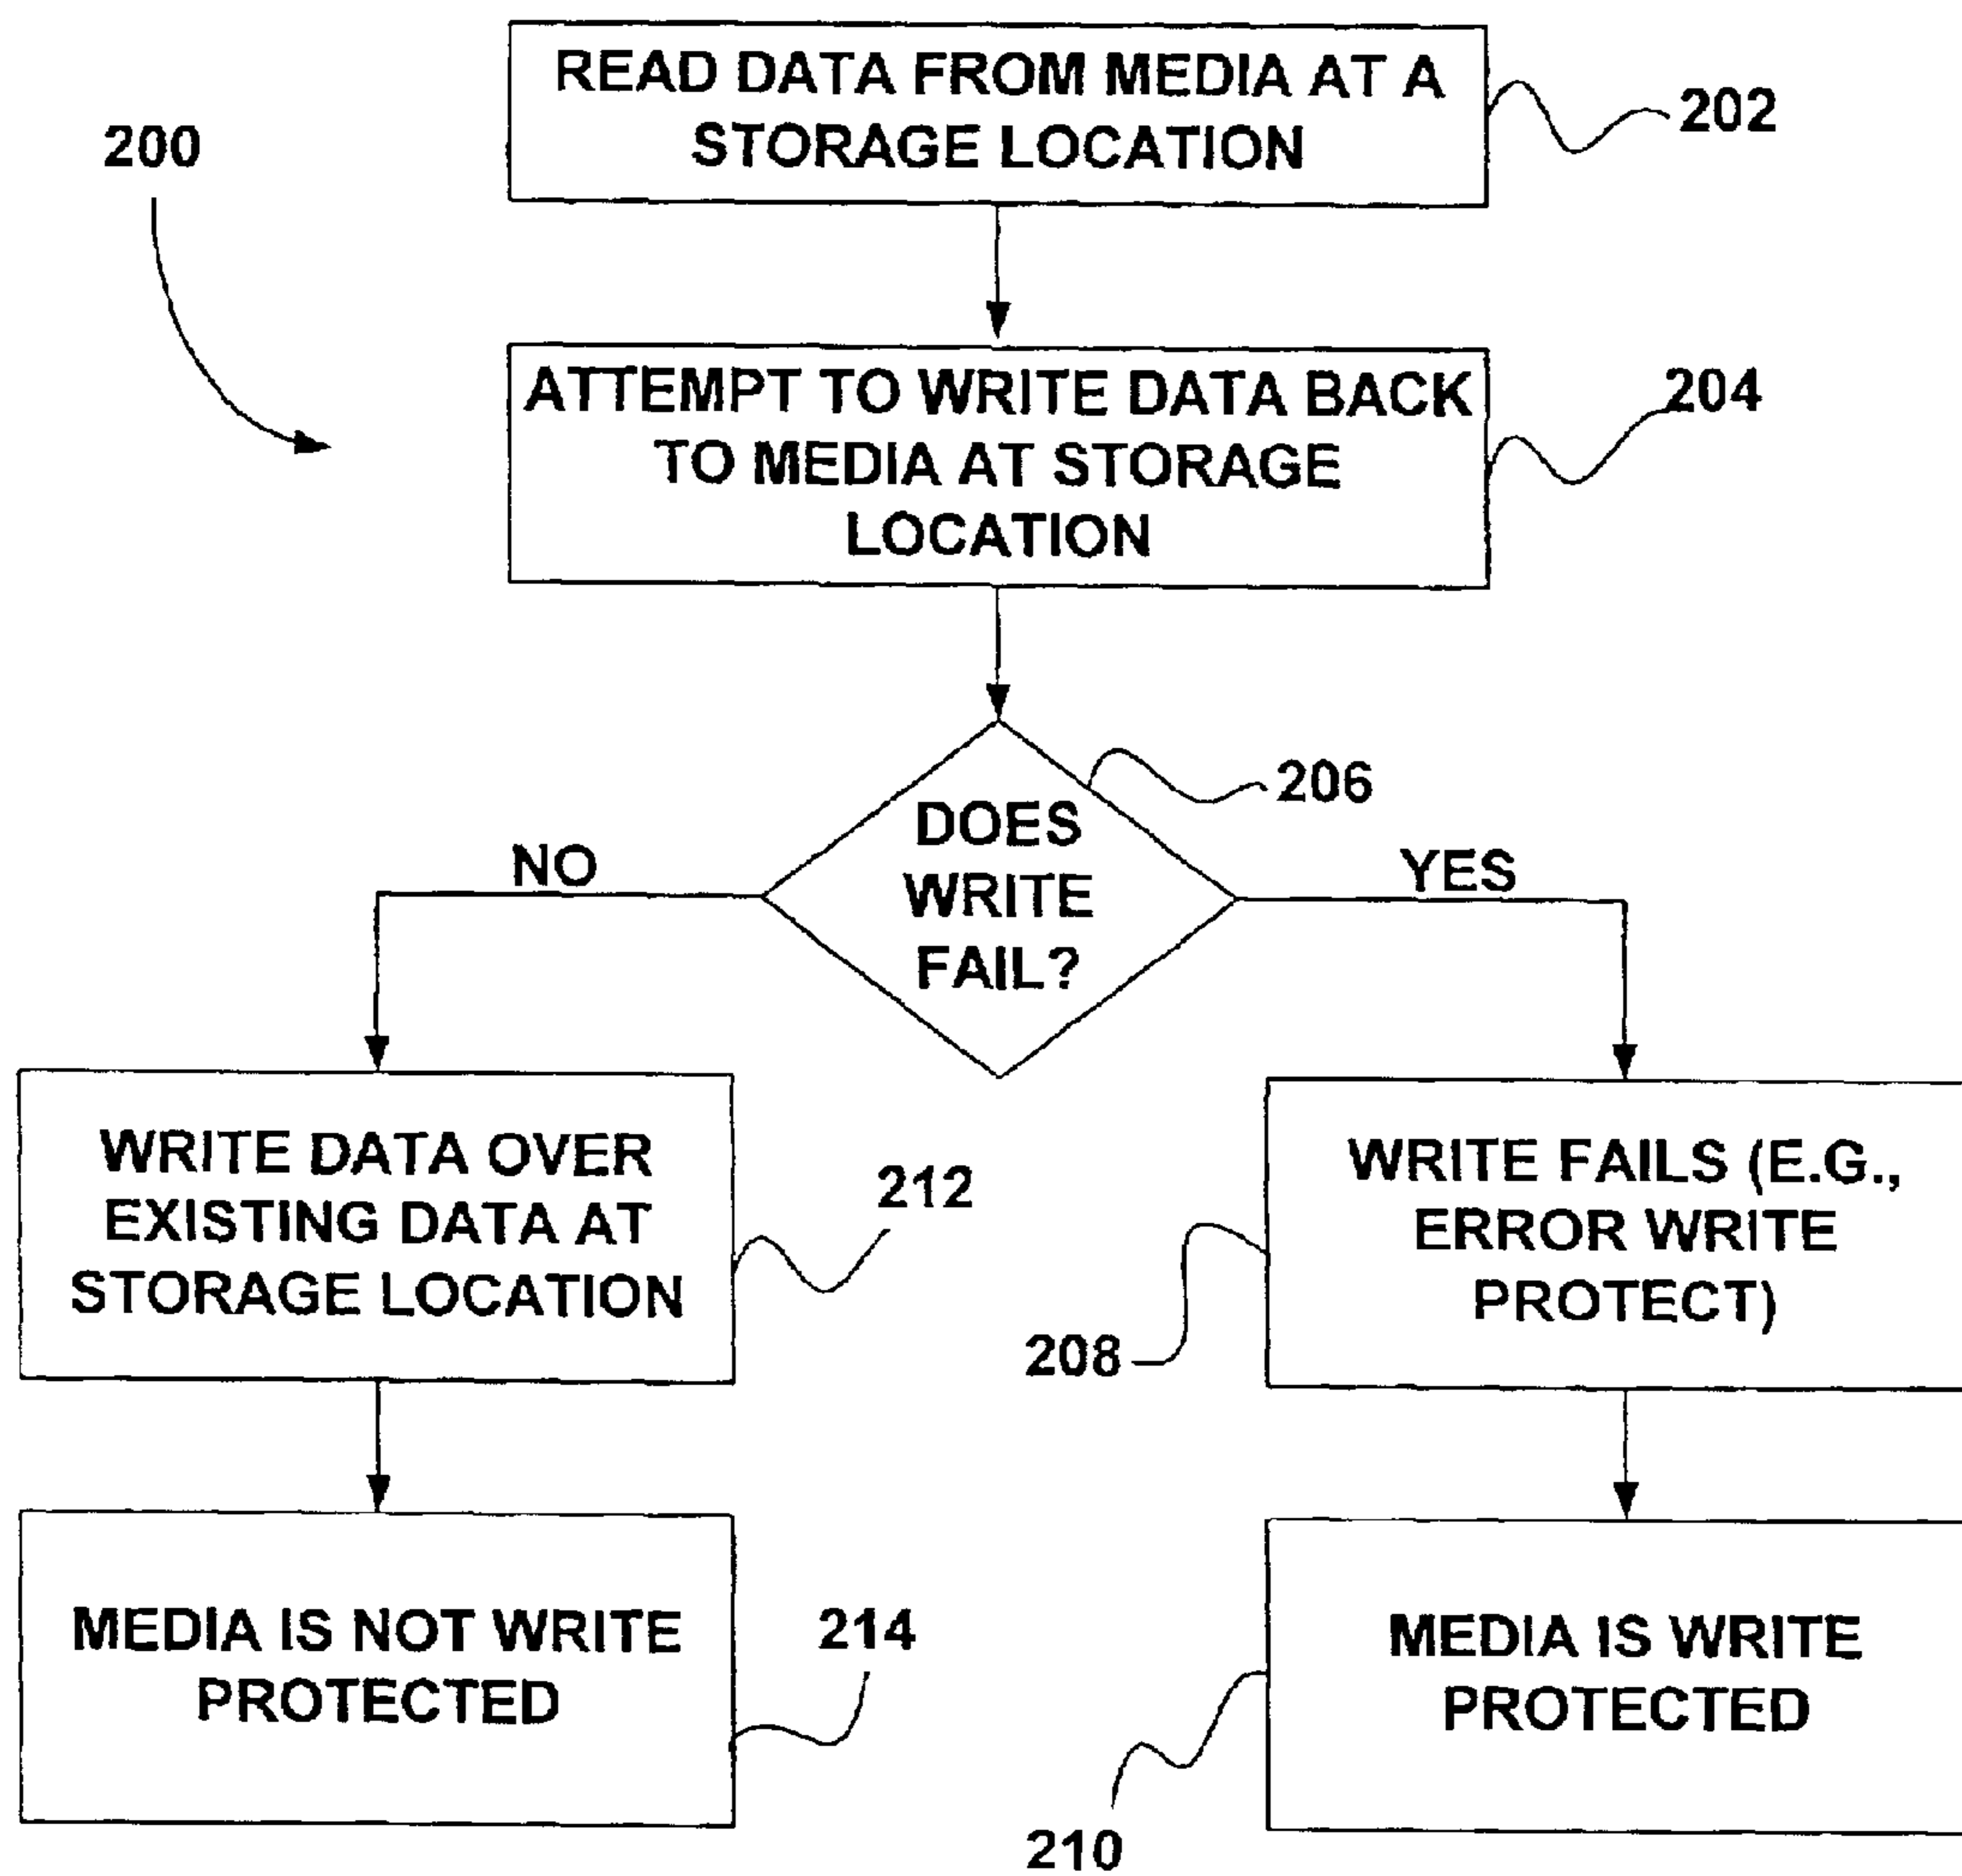 READ DATA FROM MEDIA AT A
STORAGE LOCATION
202
200
ATTEMPT TO WRITE DATA BACK
TO MEDIA AT STORAGE
LOCATION
204
206
DOES
WRITE
FAIL?
NO
YES
WRITE DATA OVER
EXISTING DATA AT
STORAGE LOCATION
212
WRITE FAILS (E.G.,
ERROR WRITE
PROTECT)
208
MEDIA IS NOT WRITE
PROTECTED
214
MEDIA IS WRITE
PROTECTED
210